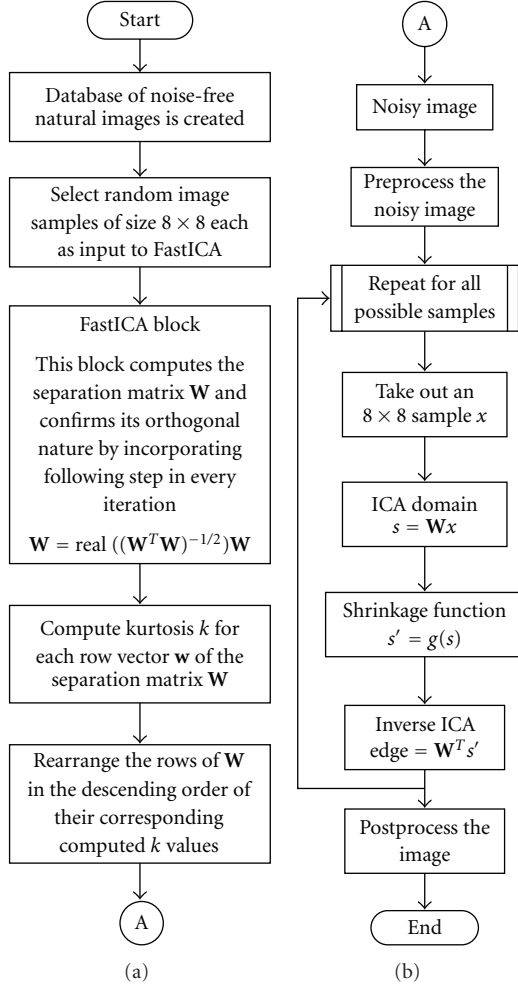 Start
Database of noise-free
natural images is created
Select random image
samples of size 8 × 8 each
as input to FastICA
FastICA block
This block computes the
separation matrix W and
confirms its orthogonal
nature by incorporating
following step in every
iteration
W = real ((WᵀW)⁻¹/²)W
Compute kurtosis k for
each row vector w of the
separation matrix W
Rearrange the rows of W
in the descending order of
their corresponding
computed k values
A
(a)
A
Noisy image
Preprocess the
noisy image
Repeat for all
possible samples
Take out an
8 × 8 sample x
ICA domain
s = Wx
Shrinkage function
s′ = g(s)
Inverse ICA
edge = Wᵀs′
Postprocess the
image
End
(b)